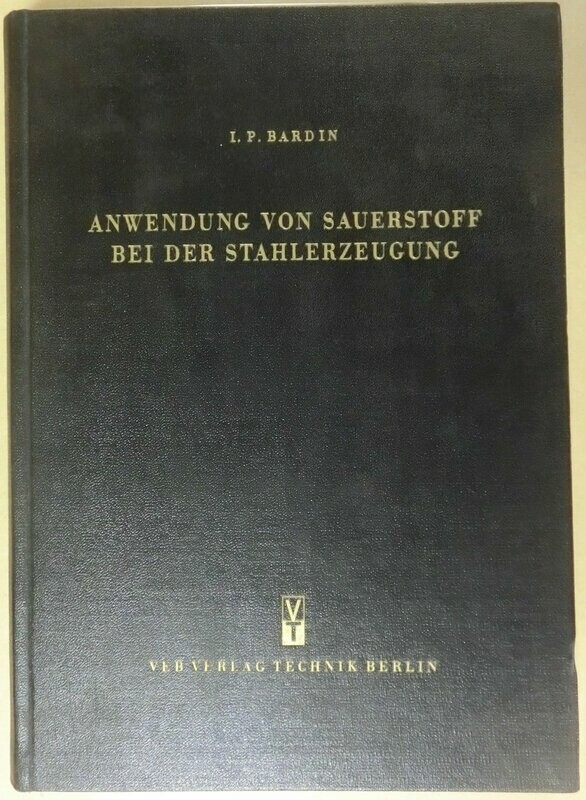 I. P. BARDIN
ANWENDUNG VON SAUERSTOFF
BEI DER STAHLERZEUGUNG
VT
VEB VERLAG TECHNIK BERLIN